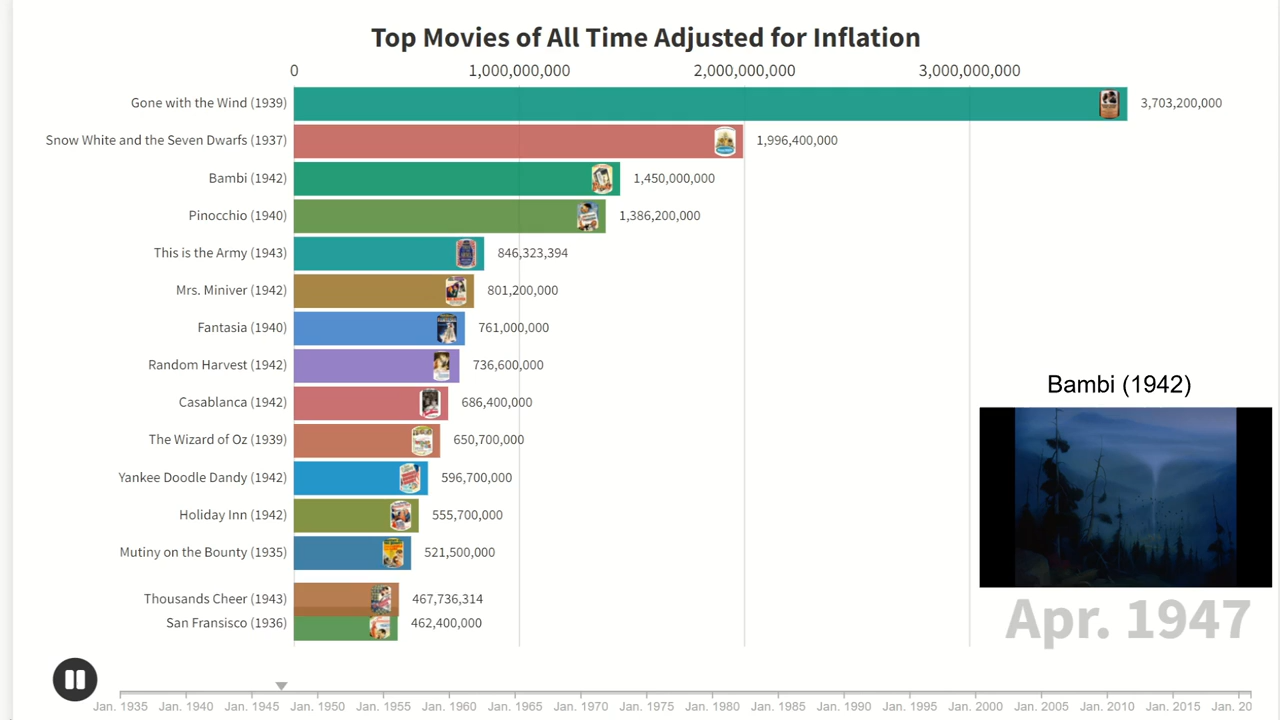 Top Movies of All Time Adjusted for Inflation
0 1,000,000,000 2,000,000,000 3,000,000,000
Gone with the Wind (1939) 3,703,200,000
Snow White and the Seven Dwarfs (1937) 1,996,400,000
Bambi (1942) 1,450,000,000
Pinocchio (1940) 1,386,200,000
This is the Army (1943) 846,323,394
Mrs. Miniver (1942) 801,200,000
Fantasia (1940) 761,000,000
Random Harvest (1942) 736,600,000
Casablanca (1942) 686,400,000
The Wizard of Oz (1939) 650,700,000
Yankee Doodle Dandy (1942) 596,700,000
Holiday Inn (1942) 555,700,000
Mutiny on the Bounty (1935) 521,500,000
Thousands Cheer (1943) 467,736,314
San Fransisco (1936) 462,400,000
Bambi (1942)
Apr. 1947
Jan. 1935 Jan. 1940 Jan. 1945 Jan. 1950 Jan. 1955 Jan. 1960 Jan. 1965 Jan. 1970 Jan. 1975 Jan. 1980 Jan. 1985 Jan. 1990 Jan. 1995 Jan. 2000 Jan. 2005 Jan. 2010 Jan. 2015 Jan. 20